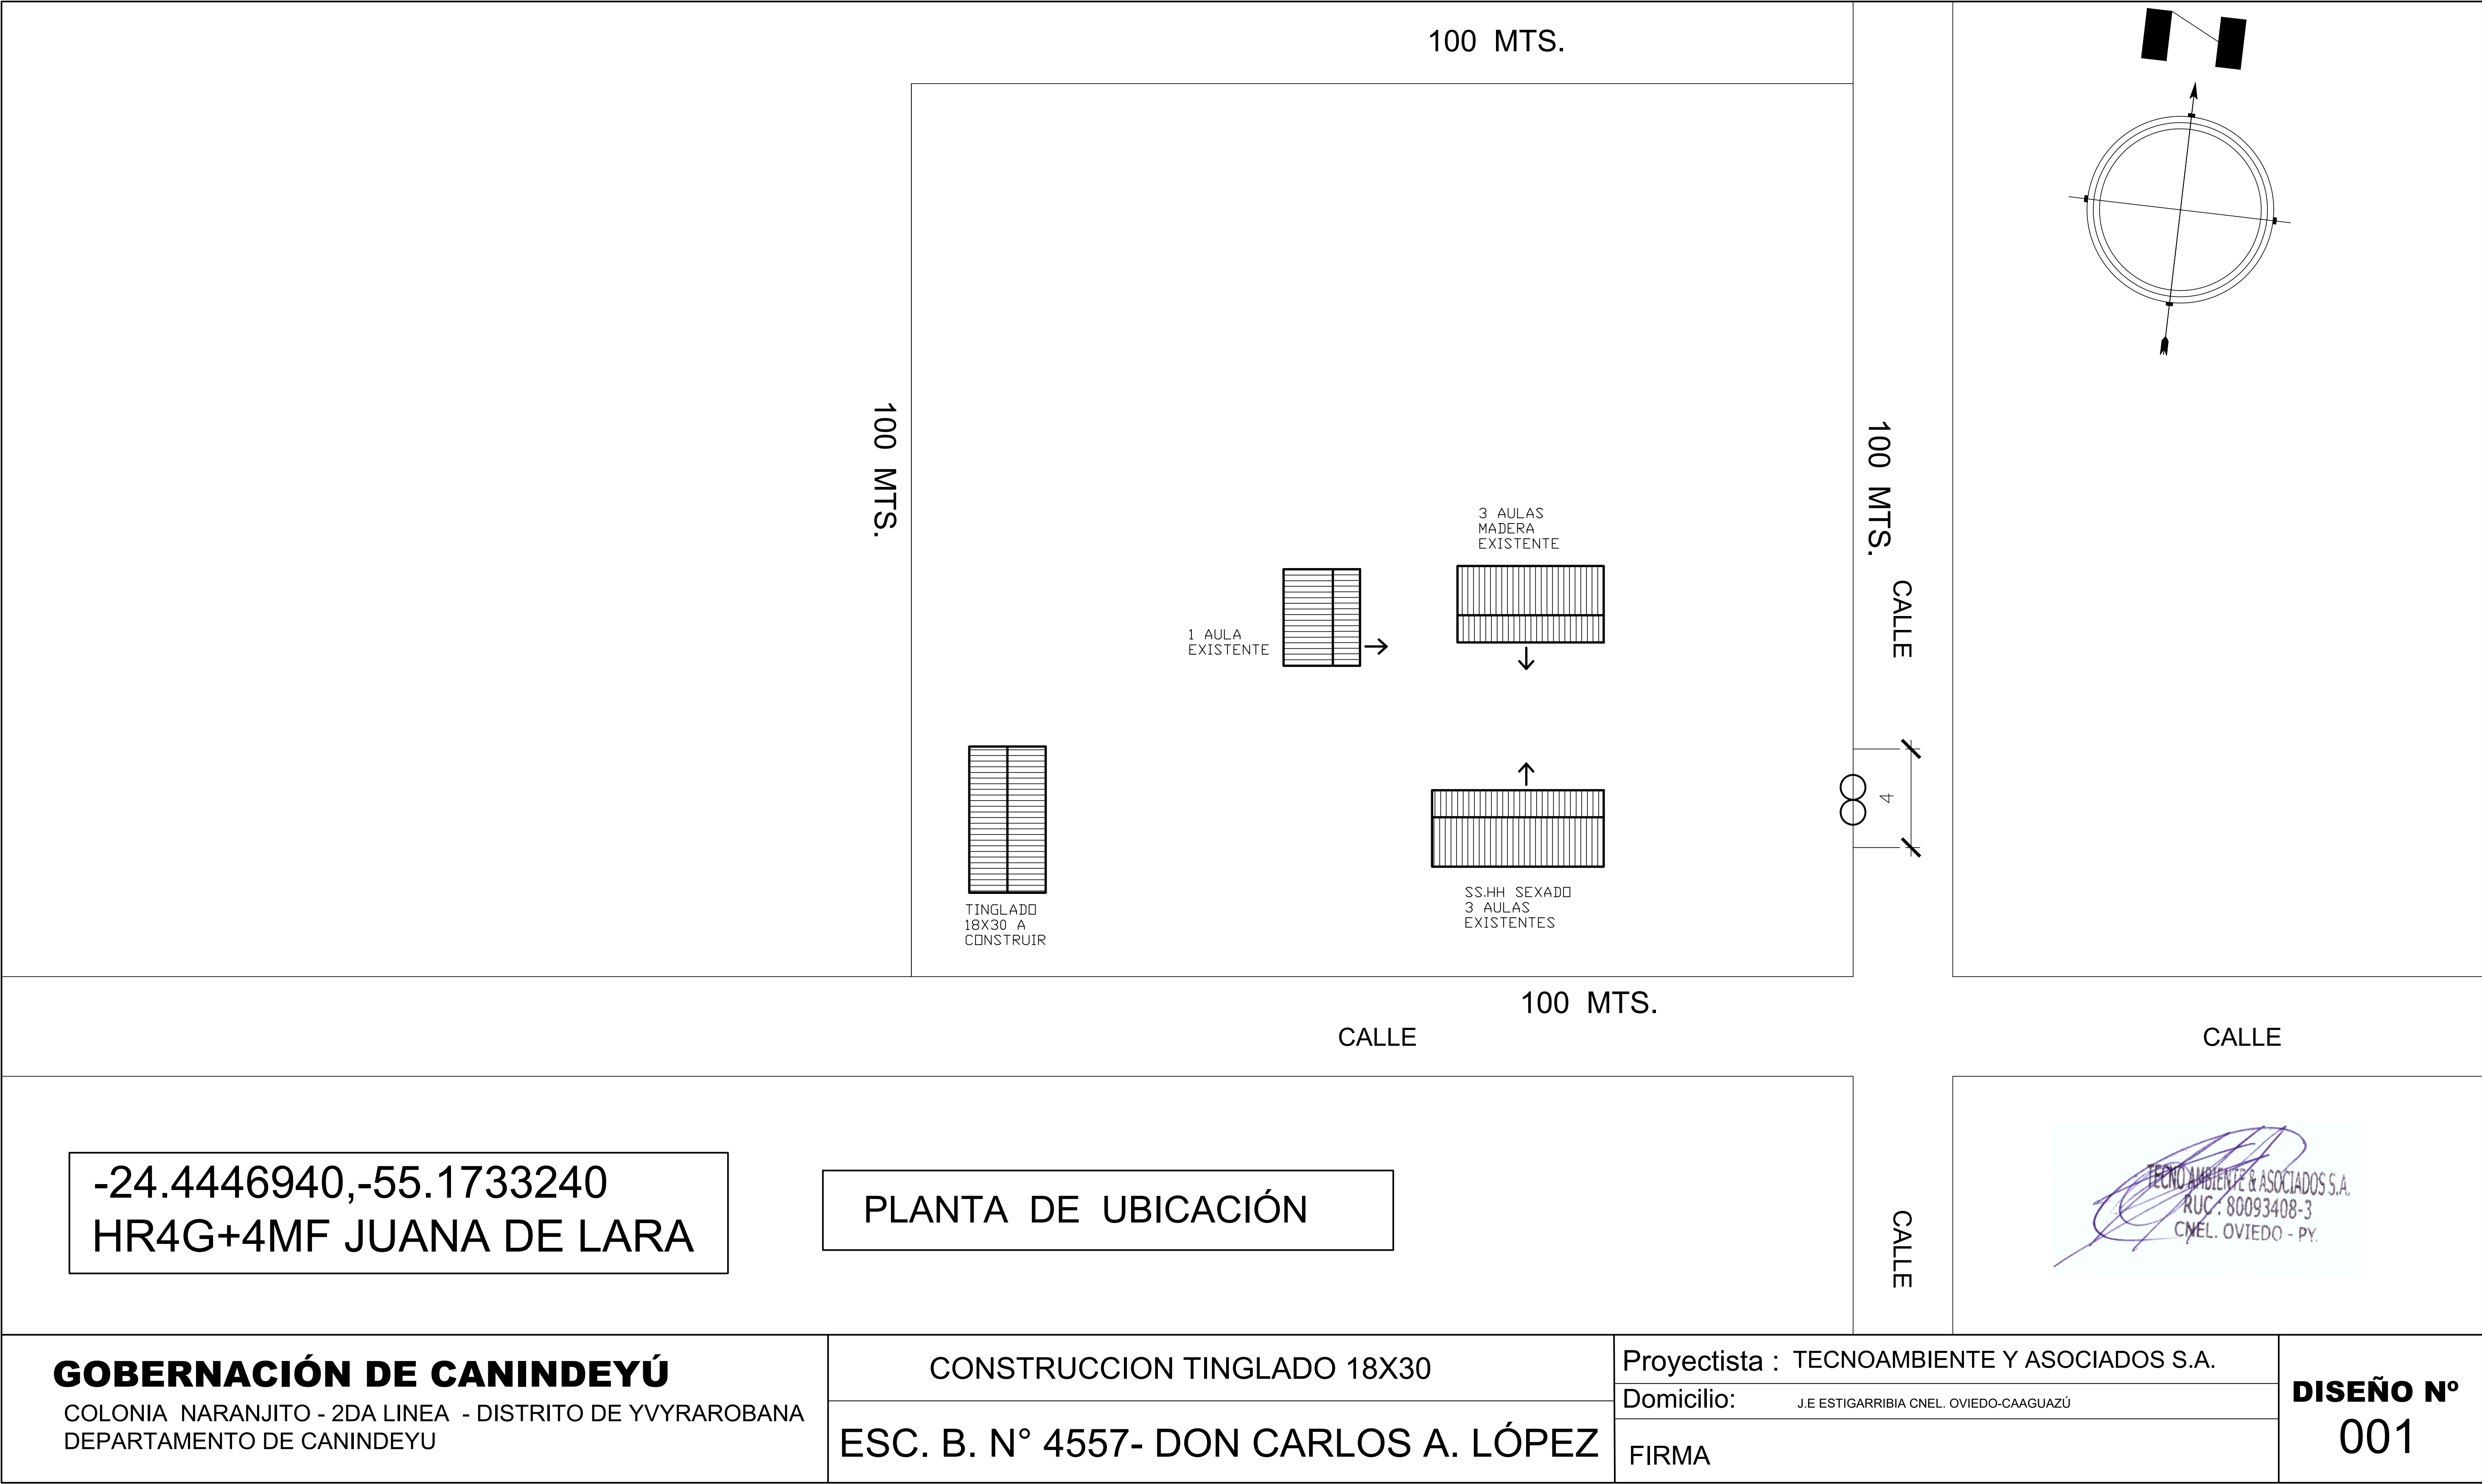 100 MTS.
100 MTS.
100 MTS.
CALLE
3 AULAS
MADERA
EXISTENTE
1 AULA
EXISTENTE
4
TINGLADO
18X30 A
CONSTRUIR
SS.HH SEXADO
3 AULAS
EXISTENTES
100 MTS.
CALLE
CALLE
CALLE
-24.4446940,-55.1733240
HR4G+4MF JUANA DE LARA
PLANTA DE UBICACIÓN
TECNO AMBIENTE & ASOCIADOS S.A.
RUC.: 80093408-3
CNEL. OVIEDO - PY.
GOBERNACIÓN DE CANINDEYÚ
COLONIA NARANJITO - 2DA LINEA - DISTRITO DE YVYRAROBANA
DEPARTAMENTO DE CANINDEYU
CONSTRUCCION TINGLADO 18X30
ESC. B. N° 4557- DON CARLOS A. LÓPEZ
Proyectista : TECNOAMBIENTE Y ASOCIADOS S.A.
Domicilio: J.E ESTIGARRIBIA CNEL. OVIEDO-CAAGUAZÚ
FIRMA
DISEÑO Nº
001